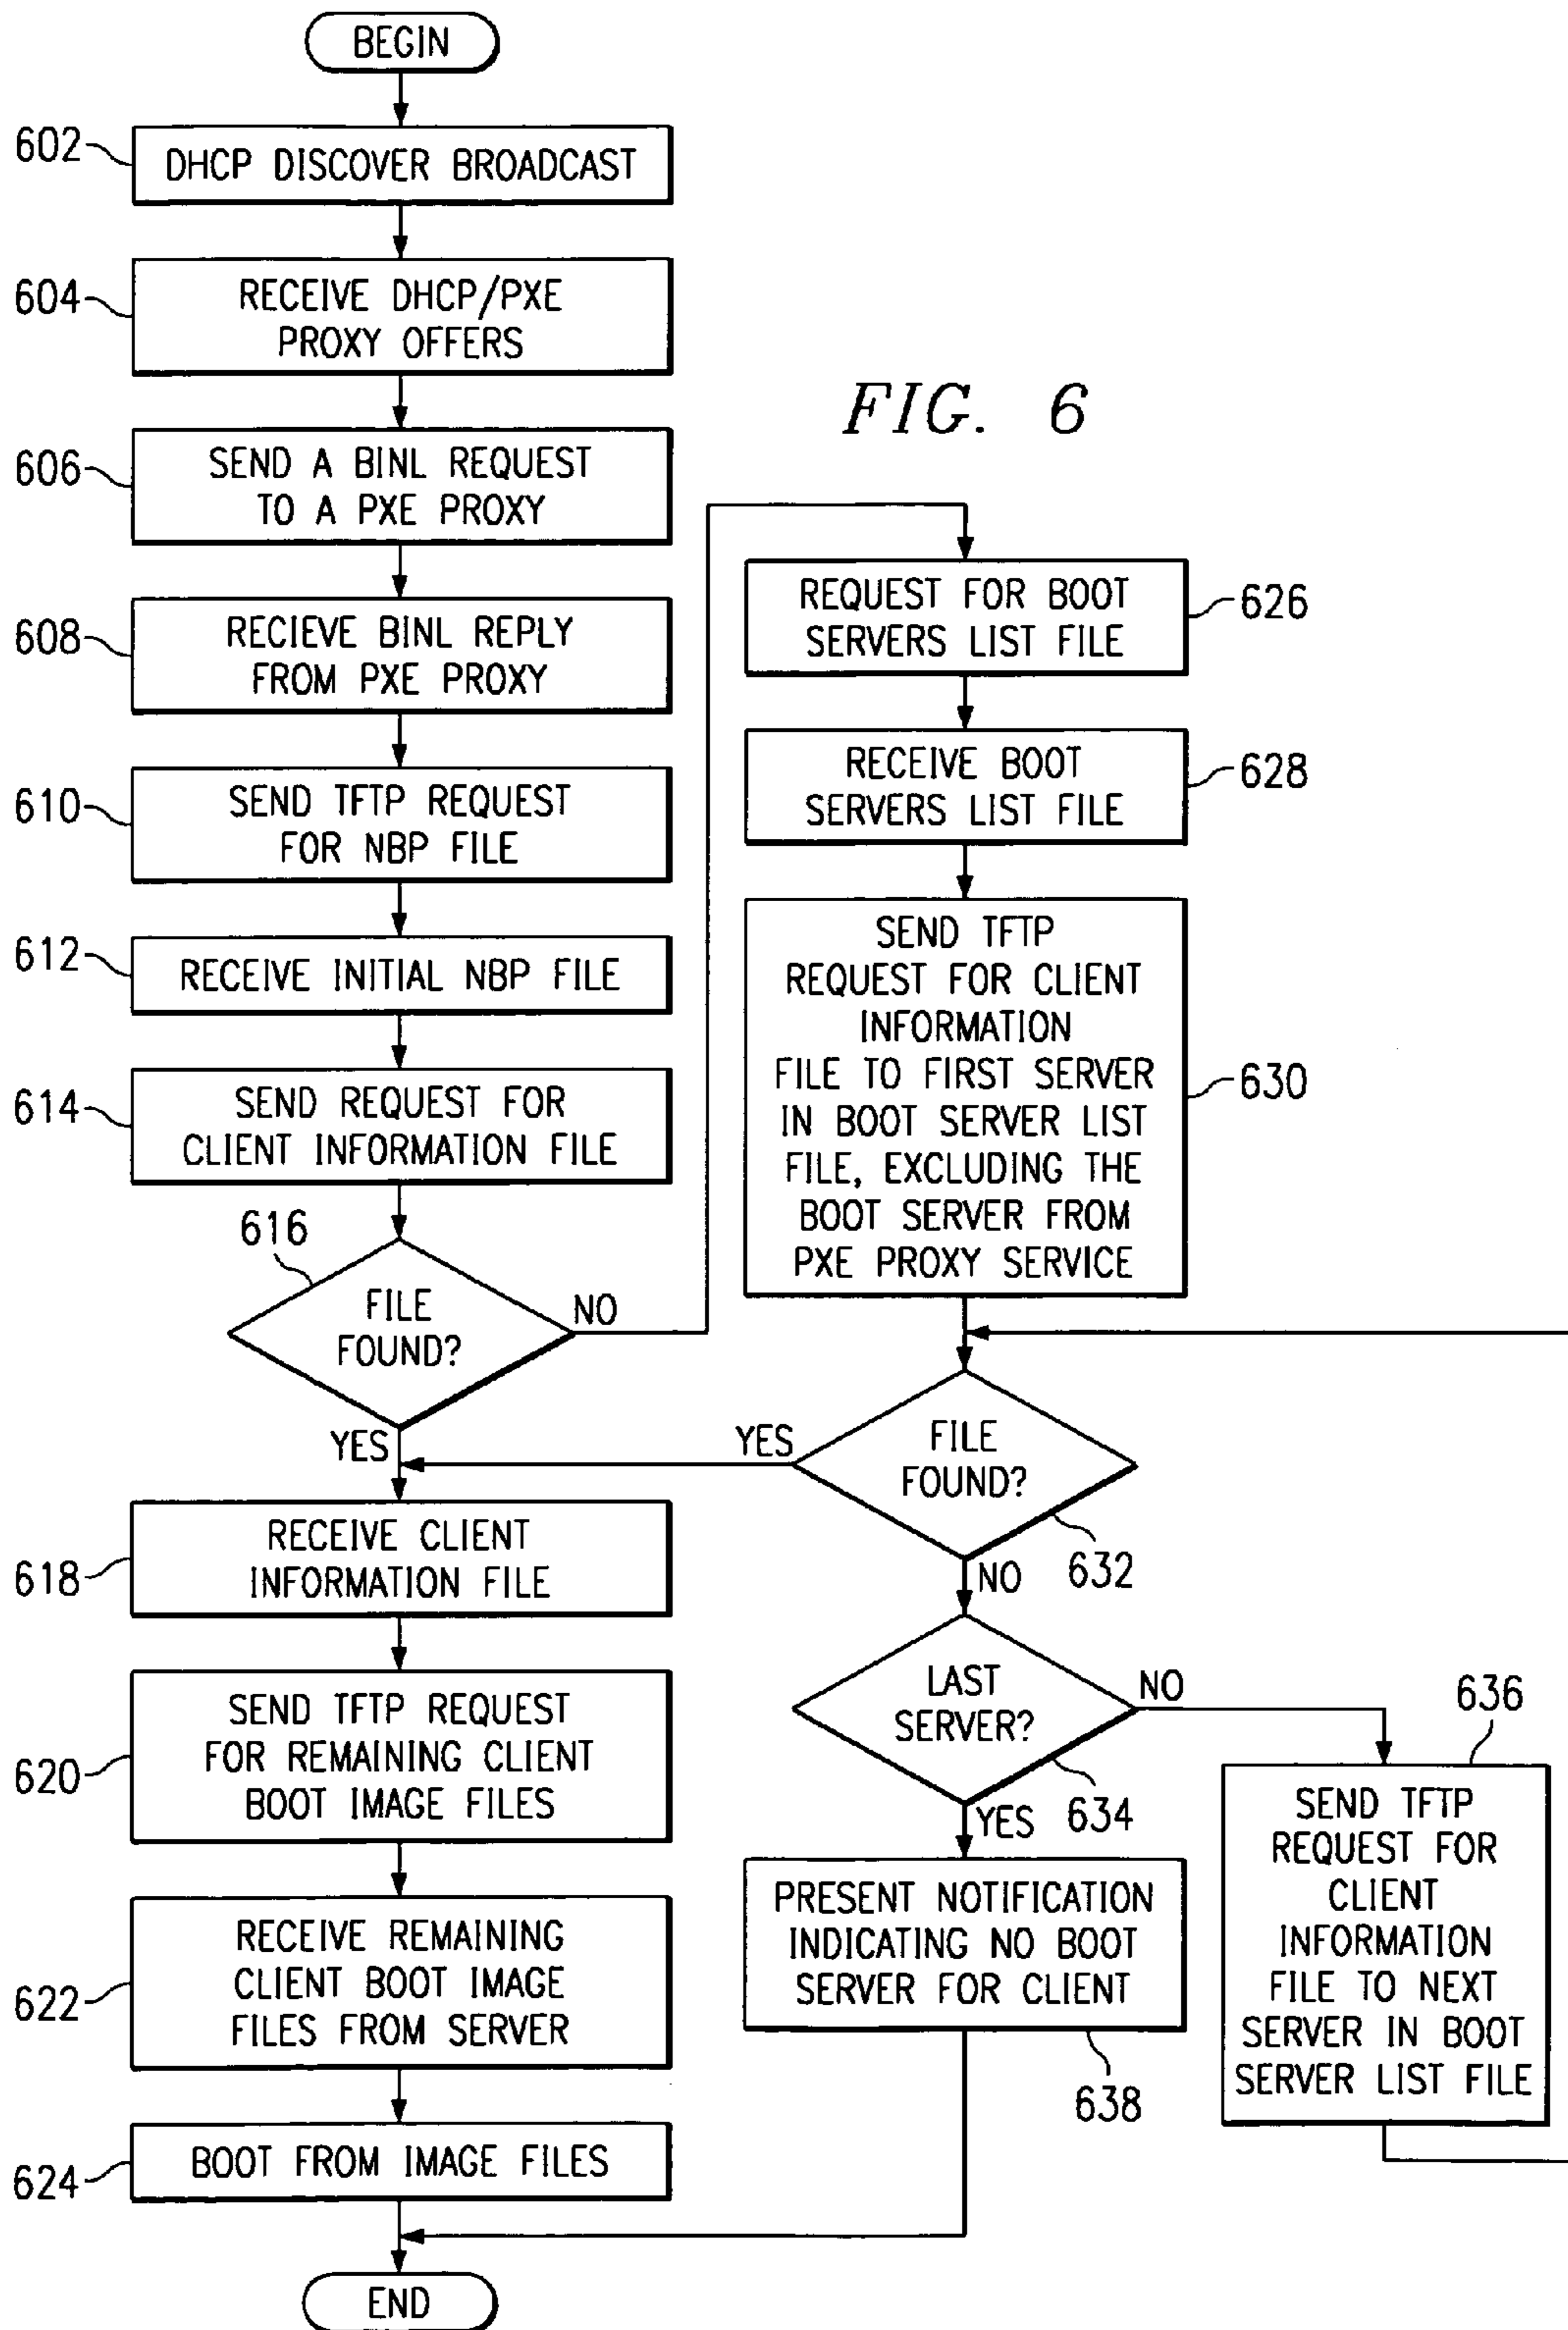 BEGIN
602
DHCP DISCOVER BROADCAST
604
RECEIVE DHCP/PXE
PROXY OFFERS
FIG. 6
606
SEND A BINL REQUEST
TO A PXE PROXY
608
RECIEVE BINL REPLY
FROM PXE PROXY
610
SEND TFTP REQUEST
FOR NBP FILE
612
RECEIVE INITIAL NBP FILE
614
SEND REQUEST FOR
CLIENT INFORMATION FILE
616
FILE
FOUND?
NO
YES
618
RECEIVE CLIENT
INFORMATION FILE
620
SEND TFTP REQUEST
FOR REMAINING CLIENT
BOOT IMAGE FILES
622
RECEIVE REMAINING
CLIENT BOOT IMAGE
FILES FROM SERVER
624
BOOT FROM IMAGE FILES
END
REQUEST FOR BOOT
SERVERS LIST FILE
626
RECEIVE BOOT
SERVERS LIST FILE
628
SEND TFTP
REQUEST FOR CLIENT
INFORMATION
FILE TO FIRST SERVER
IN BOOT SERVER LIST
FILE, EXCLUDING THE
BOOT SERVER FROM
PXE PROXY SERVICE
630
YES
FILE
FOUND?
632
NO
LAST
SERVER?
NO
634
YES
PRESENT NOTIFICATION
INDICATING NO BOOT
SERVER FOR CLIENT
638
636
SEND TFTP
REQUEST FOR
CLIENT
INFORMATION
FILE TO NEXT
SERVER IN BOOT
SERVER LIST FILE